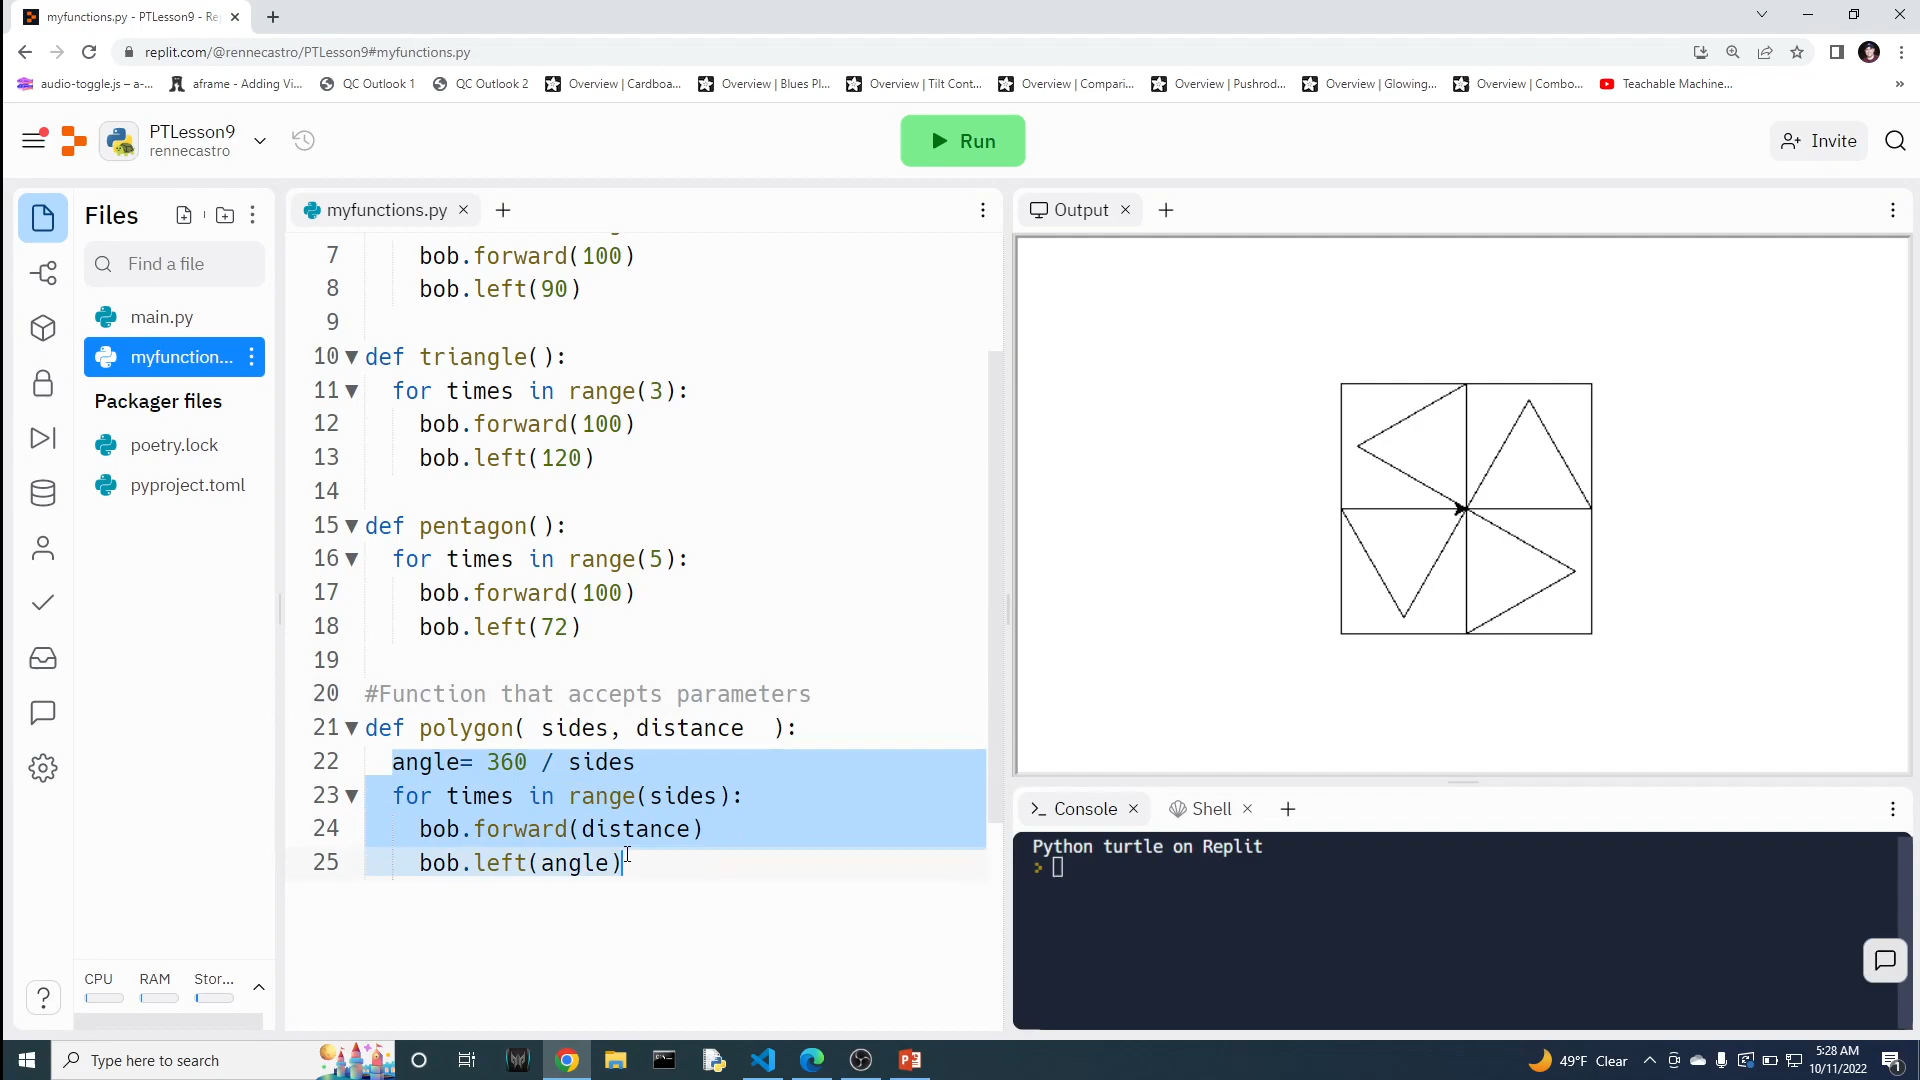 myfunctions.py - PTLesson9 - Re
replit.com/@rennecastro/PTLesson9#myfunctions.py
audio-toggle.js – a-...
aframe - Adding Vi...
QC Outlook 1
QC Outlook 2
Overview | Cardboa...
Overview | Blues Pl...
Overview | Tilt Cont...
Overview | Compari...
Overview | Pushrod...
Overview | Glowing...
Overview | Combo...
Teachable Machine...
»
PTLesson9
rennecastro
Run
Invite
Files
Find a file
main.py
myfunction...
Packager files
poetry.lock
pyproject.toml
CPU
RAM
Stor...
?
myfunctions.py
7 bob.forward(100)
8 bob.left(90)
9
10 def triangle():
11 for times in range(3):
12 bob.forward(100)
13 bob.left(120)
14
15 def pentagon():
16 for times in range(5):
17 bob.forward(100)
18 bob.left(72)
19
20 #Function that accepts parameters
21 def polygon( sides, distance  ):
22 angle= 360 / sides
23 for times in range(sides):
24 bob.forward(distance)
25 bob.left(angle)
Output
Console
Shell
Python turtle on Replit
Type here to search
49°F Clear
5:28 AM
10/11/2022
1